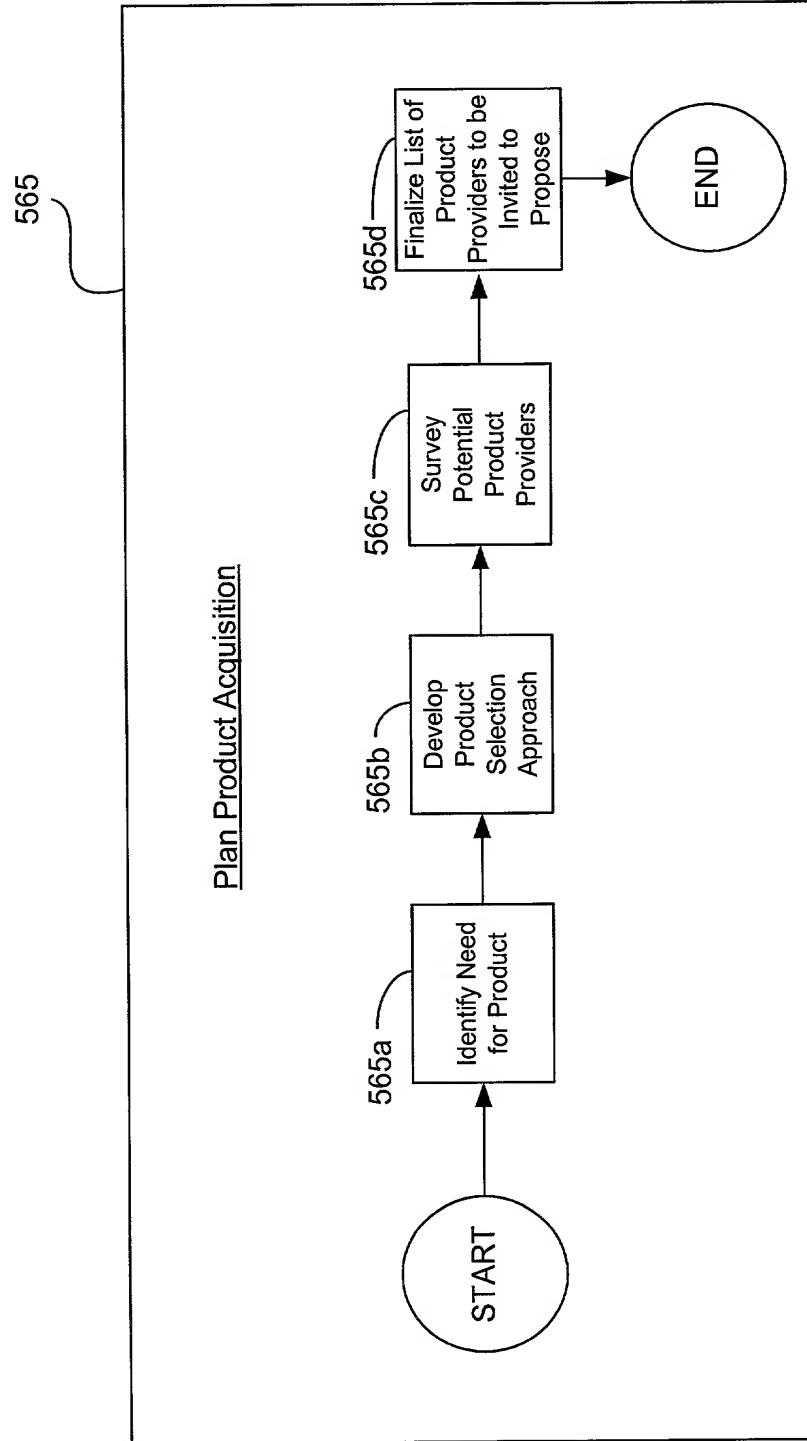 565
Plan Product Acquisition
START
565a
Identify Need
for Product
565b
Develop
Product
Selection
Approach
565c
Survey
Potential
Product
Providers
565d
Finalize List of
Product
Providers to be
Invited to
Propose
END